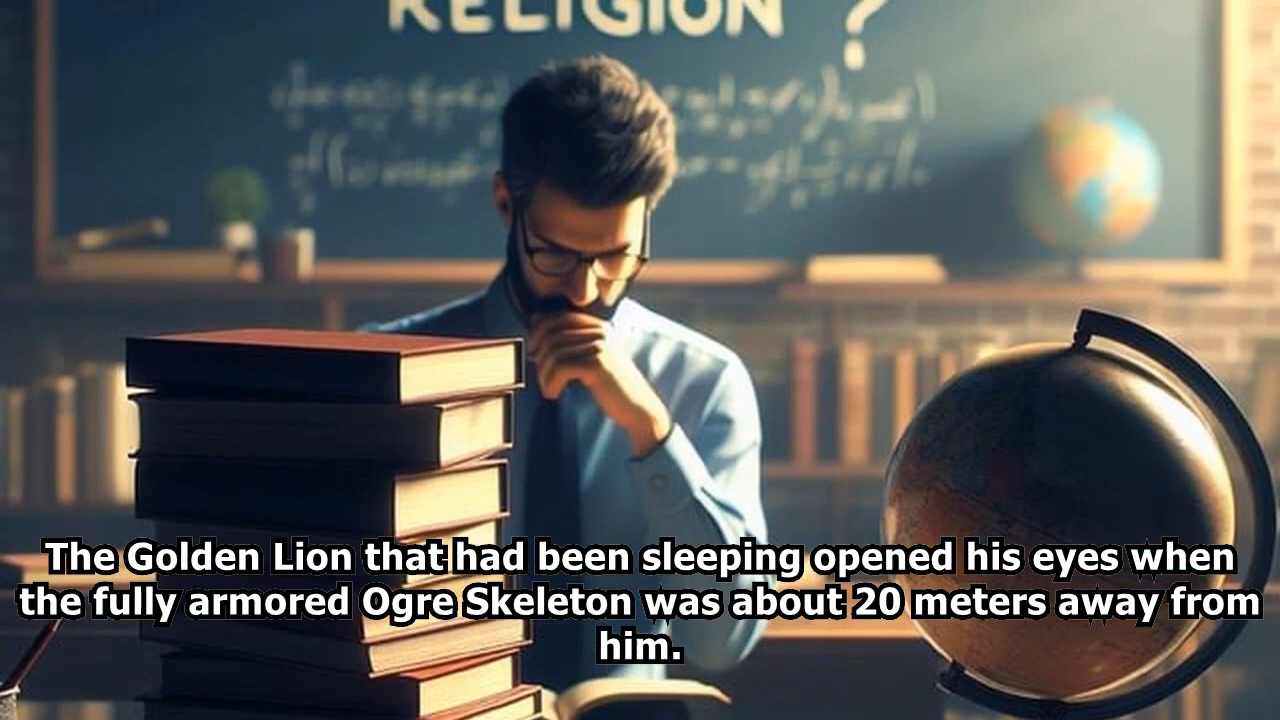 RELIGION ?
The Golden Lion that had been sleeping opened his eyes when
the fully armored Ogre Skeleton was about 20 meters away from
him.